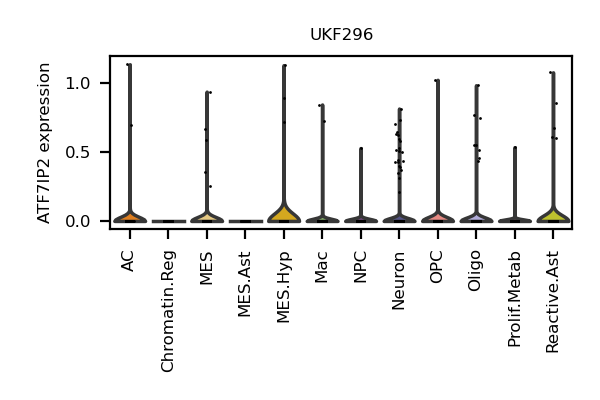 UKF296
ATF7IP2 expression
1.0
0.5
0.0
AC
Chromatin.Reg
MES
MES.Ast
MES.Hyp
Mac
NPC
Neuron
OPC
Oligo
Prolif.Metab
Reactive.Ast